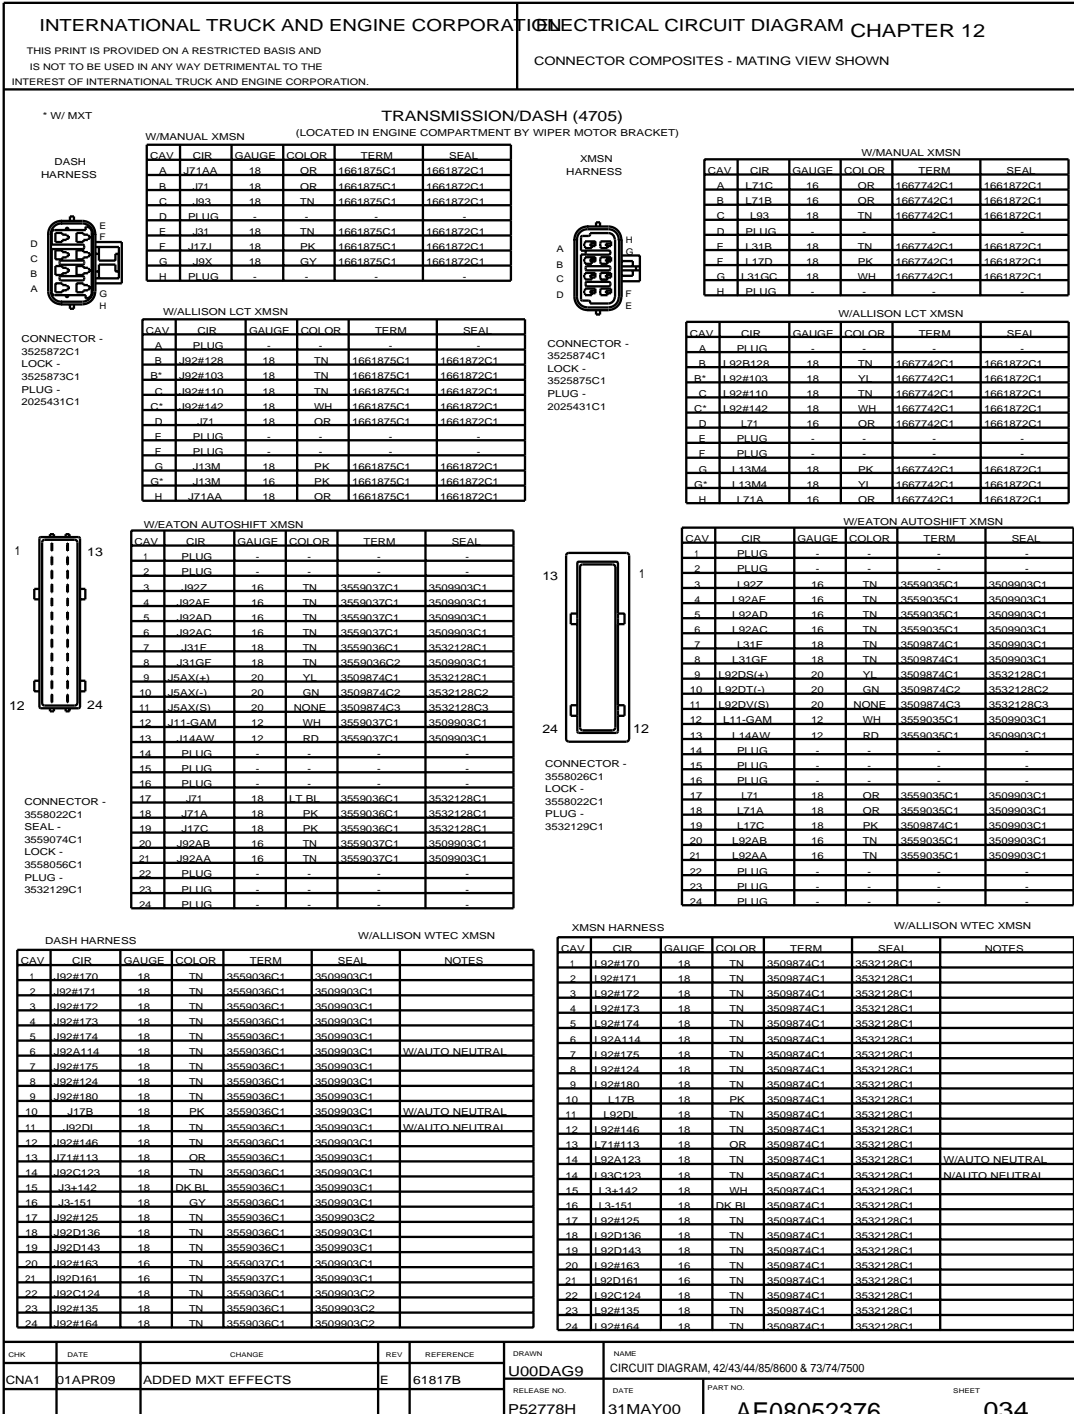 INTERNATIONAL TRUCK AND ENGINE CORPORATION
THIS PRINT IS PROVIDED ON A RESTRICTED BASIS AND
IS NOT TO BE USED IN ANY WAY DETRIMENTAL TO THE
INTEREST OF INTERNATIONAL TRUCK AND ENGINE CORPORATION.
ELECTRICAL CIRCUIT DIAGRAM CHAPTER 12
CONNECTOR COMPOSITES - MATING VIEW SHOWN
* W/ MXT
TRANSMISSION/DASH (4705)
(LOCATED IN ENGINE COMPARTMENT BY WIPER MOTOR BRACKET)
DASH
HARNESS
D
C
B
A
E
F
G
H
CONNECTOR -
3525872C1
LOCK -
3525873C1
PLUG -
2025431C1
W/MANUAL XMSN
CAV CIR GAUGE COLOR TERM SEAL
A J71AA 18 OR 1661875C1 1661872C1
B J71 18 OR 1661875C1 1661872C1
C J93 18 TN 1661875C1 1661872C1
D PLUG - - - -
E J31 18 TN 1661875C1 1661872C1
F J17J 18 PK 1661875C1 1661872C1
G J9X 18 GY 1661875C1 1661872C1
H PLUG - - - -
W/ALLISON LCT XMSN
CAV CIR GAUGE COLOR TERM SEAL
A PLUG - - - -
B J92#128 18 TN 1661875C1 1661872C1
B* J92#103 18 YL 1661875C1 1661872C1
C J92#110 18 TN 1661875C1 1661872C1
C* J92#142 18 WH 1661875C1 1661872C1
D J71 18 OR 1661875C1 1661872C1
E PLUG - - - -
F PLUG - - - -
G J13M 18 PK 1661875C1 1661872C1
G* J13M 16 PK 1661875C1 1661872C1
H J71AA 18 OR 1661875C1 1661872C1
XMSN
HARNESS
A
B
C
D
H
G
F
E
CONNECTOR -
3525874C1
LOCK -
3525875C1
PLUG -
2025431C1
W/MANUAL XMSN
CAV CIR GAUGE COLOR TERM SEAL
A L71C 16 OR 1667742C1 1661872C1
B L71B 16 OR 1667742C1 1661872C1
C L93 18 TN 1667742C1 1661872C1
D PLUG - - - -
E L31B 18 TN 1667742C1 1661872C1
F L17D 18 PK 1667742C1 1661872C1
G L31GC 18 WH 1667742C1 1661872C1
H PLUG - - - -
W/ALLISON LCT XMSN
CAV CIR GAUGE COLOR TERM SEAL
A PLUG - - - -
B L92B128 18 TN 1667742C1 1661872C1
B* L92#103 18 YL 1667742C1 1661872C1
C L92#110 18 TN 1667742C1 1661872C1
C* L92#142 18 WH 1667742C1 1661872C1
D L71 16 OR 1667742C1 1661872C1
E PLUG - - - -
F PLUG - - - -
G L13M4 18 PK 1667742C1 1661872C1
G* L13M4 18 YL 1667742C1 1661872C1
H L71A 16 OR 1667742C1 1661872C1
W/EATON AUTOSHIFT XMSN
1 13
12 24
CONNECTOR -
3558022C1
SEAL -
3559074C1
LOCK -
3558056C1
PLUG -
3532129C1
CAV CIR GAUGE COLOR TERM SEAL
1 PLUG - - - -
2 PLUG - - - -
3 J92Z 16 TN 3559037C1 3509903C1
4 J92AE 16 TN 3559037C1 3509903C1
5 J92AD 16 TN 3559037C1 3509903C1
6 J92AC 16 TN 3559037C1 3509903C1
7 J31F 18 TN 3559036C1 3532128C1
8 J31GF 18 TN 3559036C2 3509903C1
9 J5AX(+) 20 YL 3509874C1 3532128C1
10 J5AX(-) 20 GN 3509874C2 3532128C2
11 J5AX(S) 20 NONE 3509874C3 3532128C3
12 J11-GAM 12 WH 3559037C1 3509903C1
13 J14AW 12 RD 3559037C1 3509903C1
14 PLUG - - - -
15 PLUG - - - -
16 PLUG - - - -
17 J71 18 LT BL 3559036C1 3532128C1
18 J71A 18 PK 3559036C1 3532128C1
19 J17C 18 PK 3559036C1 3532128C1
20 J92AB 16 TN 3559037C1 3509903C1
21 J92AA 16 TN 3559037C1 3509903C1
22 PLUG - - - -
23 PLUG - - - -
24 PLUG - - - -
W/EATON AUTOSHIFT XMSN
13 1
24 12
CONNECTOR -
3558026C1
LOCK -
3558022C1
PLUG -
3532129C1
CAV CIR GAUGE COLOR TERM SEAL
1 PLUG - - - -
2 PLUG - - - -
3 L92Z 16 TN 3559035C1 3509903C1
4 L92AE 16 TN 3559035C1 3509903C1
5 L92AD 16 TN 3559035C1 3509903C1
6 L92AC 16 TN 3559035C1 3509903C1
7 L31F 18 TN 3509874C1 3509903C1
8 L31GF 18 TN 3509874C1 3509903C1
9 L92DS(+) 20 YL 3509874C1 3532128C1
10 L92DT(-) 20 GN 3509874C2 3532128C2
11 L92DV(S) 20 NONE 3509874C3 3532128C3
12 L11-GAM 12 WH 3559035C1 3509903C1
13 L14AW 12 RD 3559035C1 3509903C1
14 PLUG - - - -
15 PLUG - - - -
16 PLUG - - - -
17 L71 18 OR 3559035C1 3509903C1
18 L71A 18 OR 3559035C1 3509903C1
19 L17C 18 PK 3509874C1 3509903C1
20 L92AB 16 TN 3559035C1 3509903C1
21 L92AA 16 TN 3559035C1 3509903C1
22 PLUG - - - -
23 PLUG - - - -
24 PLUG - - - -
DASH HARNESS W/ALLISON WTEC XMSN
CAV CIR GAUGE COLOR TERM SEAL NOTES
1 J92#170 18 TN 3559036C1 3509903C1
2 J92#171 18 TN 3559036C1 3509903C1
3 J92#172 18 TN 3559036C1 3509903C1
4 J92#173 18 TN 3559036C1 3509903C1
5 J92#174 18 TN 3559036C1 3509903C1
6 J92A114 18 TN 3559036C1 3509903C1 W/AUTO NEUTRAL
7 J92#175 18 TN 3559036C1 3509903C1
8 J92#124 18 TN 3559036C1 3509903C1
9 J92#180 18 TN 3559036C1 3509903C1
10 J17B 18 PK 3559036C1 3509903C1 W/AUTO NEUTRAL
11 J92DL 18 TN 3559036C1 3509903C1 W/AUTO NEUTRAL
12 J92#146 18 TN 3559036C1 3509903C1
13 J71#113 18 OR 3559036C1 3509903C1
14 J92C123 18 TN 3559036C1 3509903C1
15 J3+142 18 DK BL 3559036C1 3509903C1
16 J3-151 18 GY 3559036C1 3509903C1
17 J92#125 18 TN 3559036C1 3509903C2
18 J92D136 18 TN 3559036C1 3509903C1
19 J92D143 18 TN 3559036C1 3509903C1
20 J92#163 16 TN 3559037C1 3509903C1
21 J92D161 16 TN 3559037C1 3509903C1
22 J92C124 18 TN 3559036C1 3509903C2
23 J92#135 18 TN 3559036C1 3509903C2
24 J92#164 18 TN 3559036C1 3509903C2
XMSN HARNESS W/ALLISON WTEC XMSN
CAV CIR GAUGE COLOR TERM SEAL NOTES
1 L92#170 18 TN 3509874C1 3532128C1
2 L92#171 18 TN 3509874C1 3532128C1
3 L92#172 18 TN 3509874C1 3532128C1
4 L92#173 18 TN 3509874C1 3532128C1
5 L92#174 18 TN 3509874C1 3532128C1
6 L92A114 18 TN 3509874C1 3532128C1
7 L92#175 18 TN 3509874C1 3532128C1
8 L92#124 18 TN 3509874C1 3532128C1
9 L92#180 18 TN 3509874C1 3532128C1
10 L17B 18 PK 3509874C1 3532128C1
11 L92DL 18 TN 3509874C1 3532128C1
12 L92#146 18 TN 3509874C1 3532128C1
13 L71#113 18 OR 3509874C1 3532128C1
14 L92A123 18 TN 3509874C1 3532128C1 W/AUTO NEUTRAL
14 L93C123 18 TN 3509874C1 3532128C1 N/AUTO NEUTRAL
15 L3+142 18 WH 3509874C1 3532128C1
16 L3-151 18 DK BL 3509874C1 3532128C1
17 L92#125 18 TN 3509874C1 3532128C1
18 L92D136 18 TN 3509874C1 3532128C1
19 L92D143 18 TN 3509874C1 3532128C1
20 L92#163 16 TN 3509874C1 3532128C1
21 L92D161 16 TN 3509874C1 3532128C1
22 L92C124 18 TN 3509874C1 3532128C1
23 L92#135 18 TN 3509874C1 3532128C1
24 L92#164 18 TN 3509874C1 3532128C1
CHK DATE CHANGE REV REFERENCE
CNA1 01APR09 ADDED MXT EFFECTS E 61817B
DRAWN
U00DAG9
NAME
CIRCUIT DIAGRAM, 42/43/44/85/8600 & 73/74/7500
RELEASE NO.
P52778H
DATE
31MAY00
PART NO.
AE08052376
SHEET
034